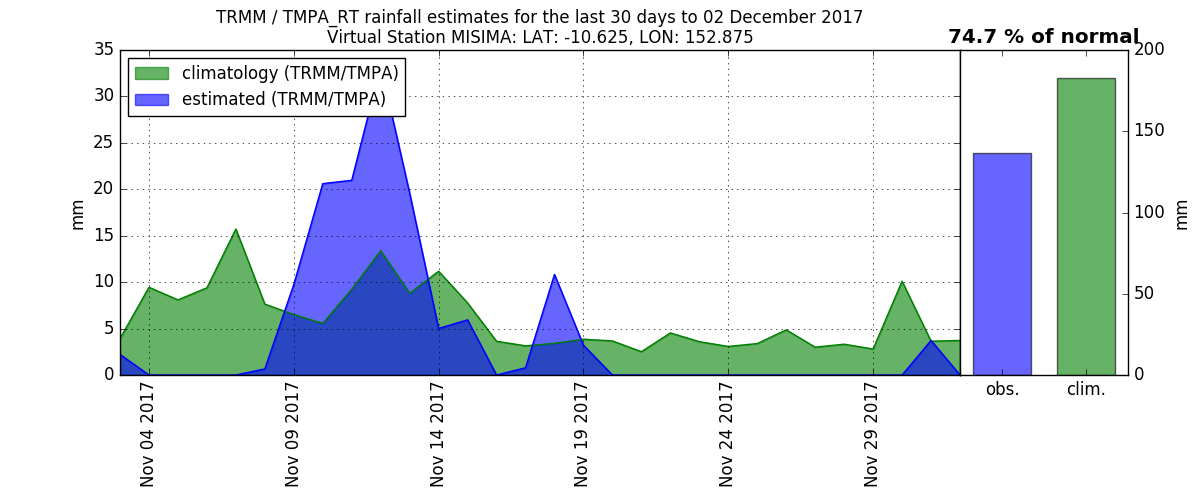 TRMM / TMPA_RT rainfall estimates for the last 30 days to 02 December 2017
Virtual Station MISIMA: LAT: -10.625, LON: 152.875
74.7 % of normal
climatology (TRMM/TMPA)
estimated (TRMM/TMPA)
35
30
25
20
15
10
5
0
mm
Nov 04 2017
Nov 09 2017
Nov 14 2017
Nov 19 2017
Nov 24 2017
Nov 29 2017
200
150
100
50
0
mm
obs.
clim.